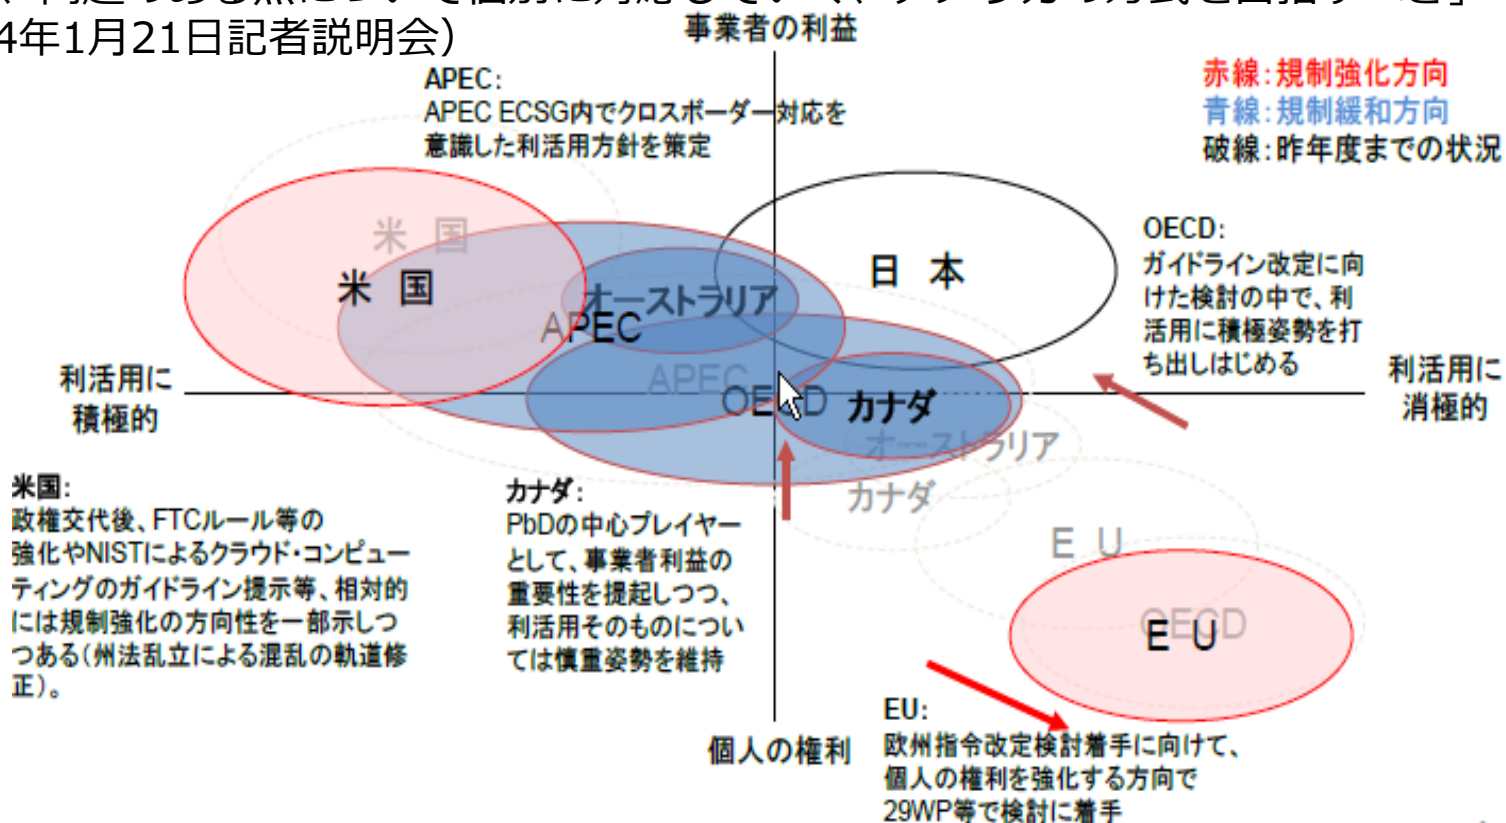 4年1月21日記者説明会）
事業者の利益
赤線：規制強化方向
青線：規制緩和方向
破線：昨年度までの状況
APEC：
APEC ECSG内でクロスボーダー対応を
意識した利活用方針を策定
米 国
米 国
オーストラリア
APEC
日 本
OECD：
ガイドライン改定に向
けた検討の中で、利
活用に積極姿勢を打
ち出しはじめる
利活用に
積極的
APEC
OECD
カナダ
利活用に
消極的
オーストラリア
カナダ
E U
OECD
E U
米国：
政権交代後、FTCルール等の
強化やNISTによるクラウド・コンピュー
ティングのガイドライン提示等、相対的
には規制強化の方向性を一部示しつ
つある（州法乱立による混乱の軌道修
正）。
カナダ：
PbDの中心プレイヤー
として、事業者利益の
重要性を提起しつつ、
利活用そのものについ
ては慎重姿勢を維持
個人の権利
EU：
欧州指令改定検討着手に向けて、
個人の権利を強化する方向で
29WP等で検討に着手